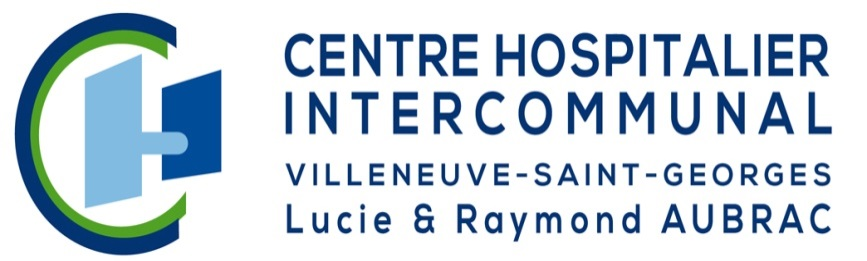 CENTRE HOSPITALIER
INTERCOMMUNAL
VILLENEUVE-SAINT-GEORGES
Lucie & Raymond AUBRAC